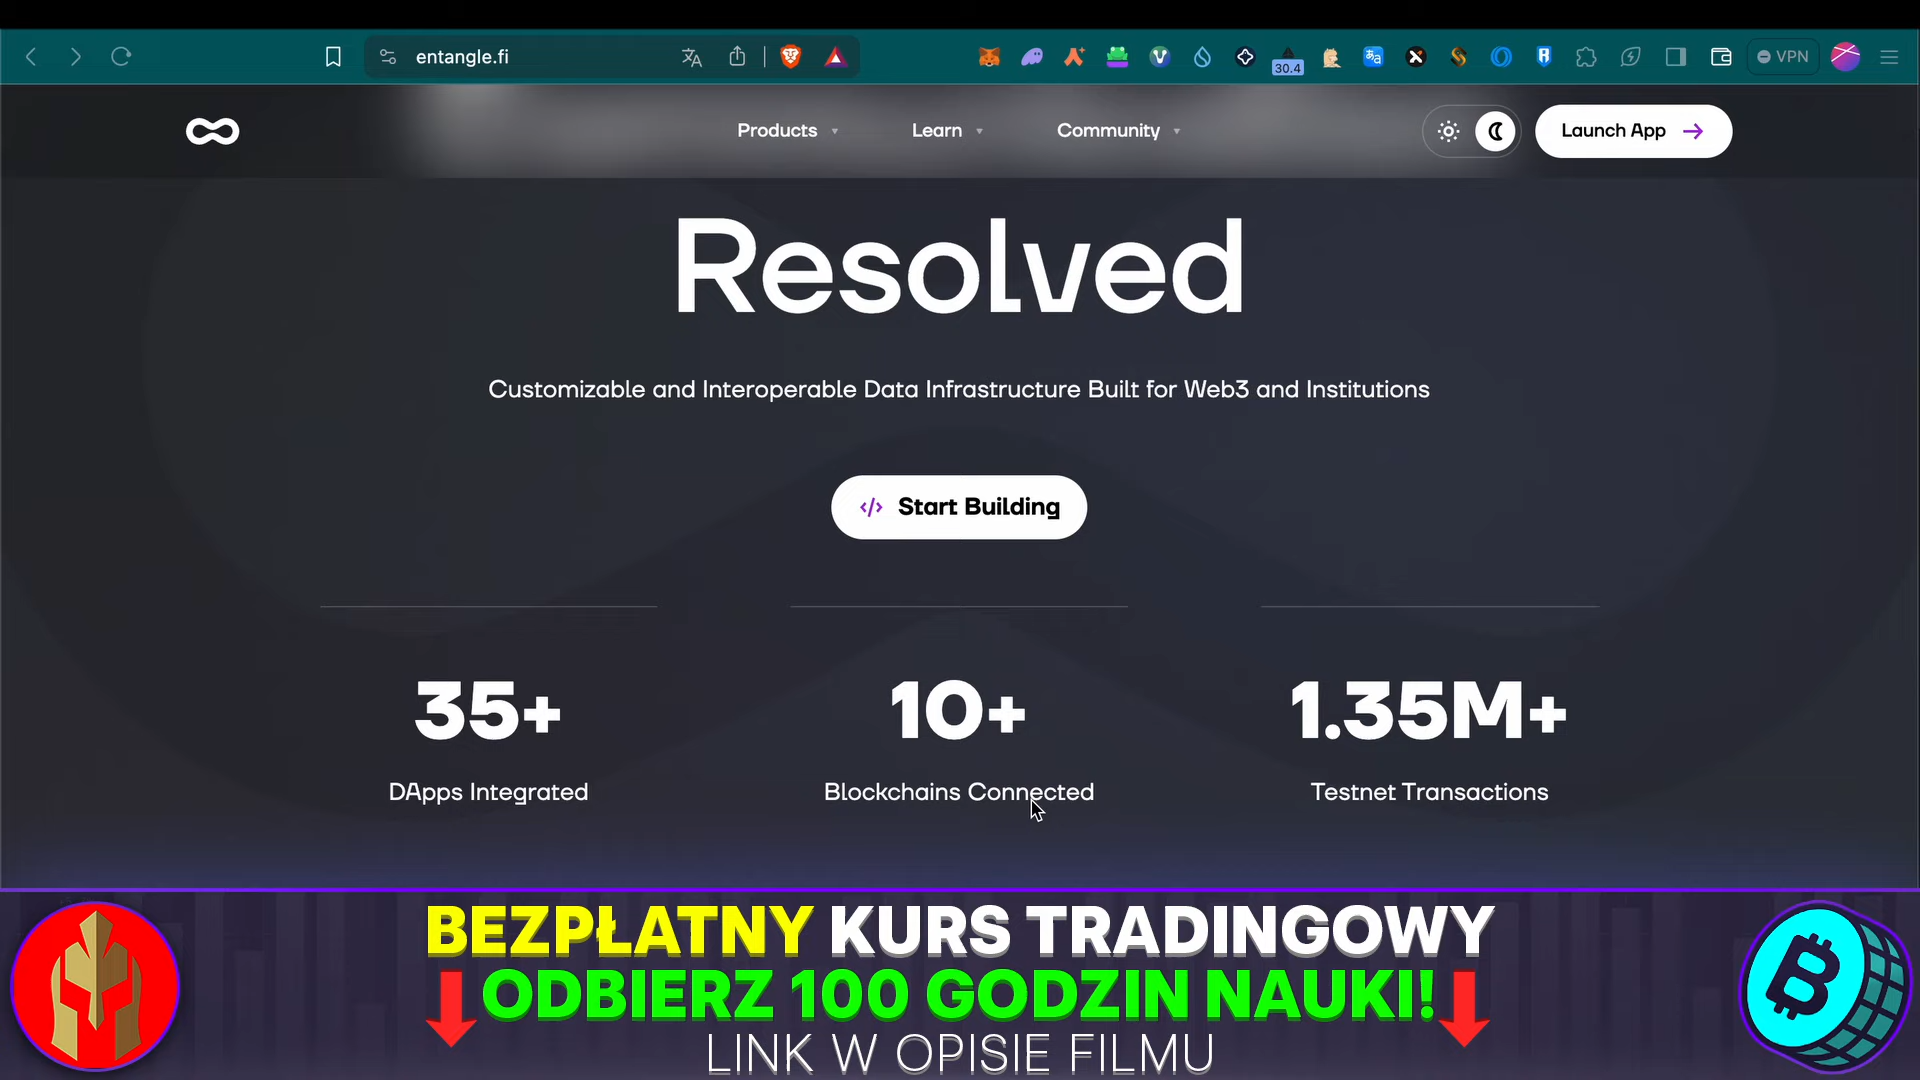 entangle.fi
30.4
VPN
Products
Learn
Community
Launch App
Resolved
Customizable and Interoperable Data Infrastructure Built for Web3 and Institutions
</> Start Building
35+
10+
1.35M+
DApps Integrated
Blockchains Connected
Testnet Transactions
BEZPŁATNY KURS TRADINGOWY
ODBIERZ 100 GODZIN NAUKI!
LINK W OPISIE FILMU